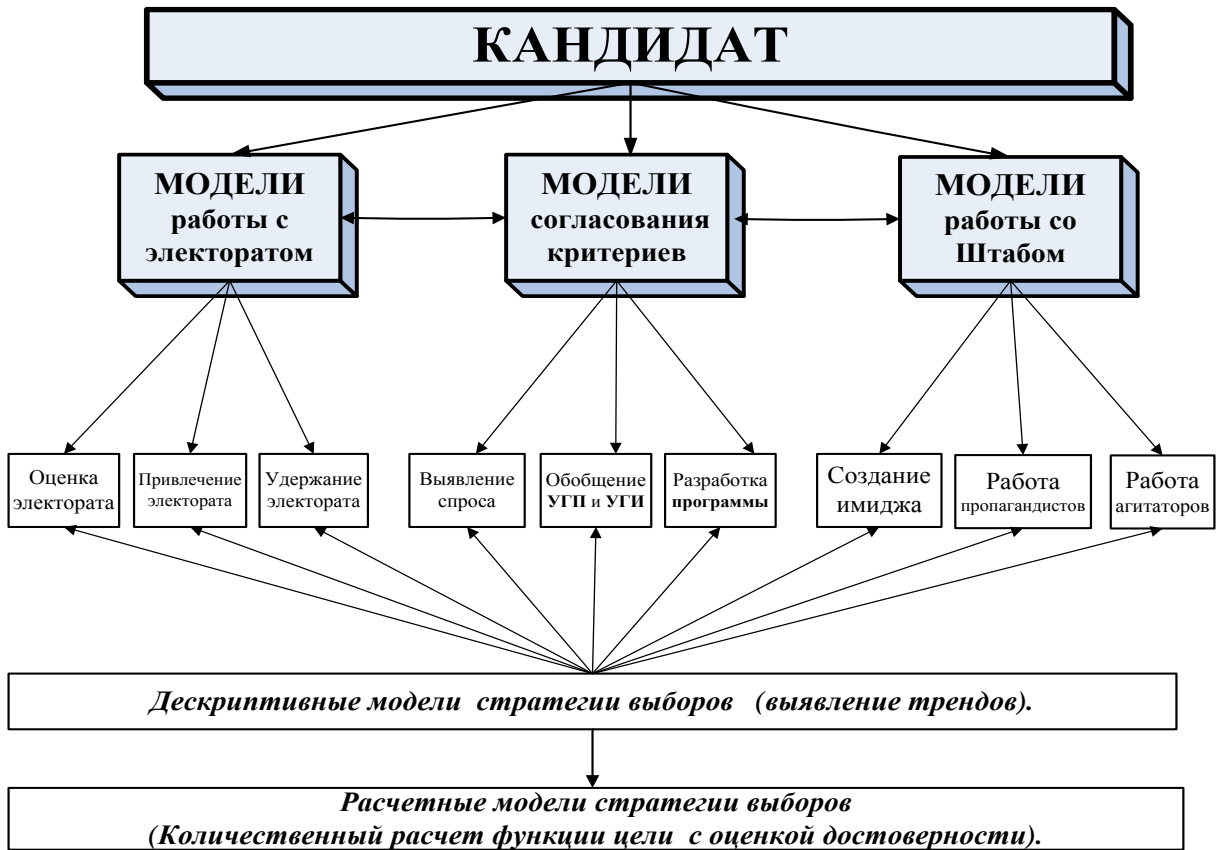 КАНДИДАТ
МОДЕЛИ
работы с
электоратом
МОДЕЛИ
согласования
критериев
МОДЕЛИ
работы со
Штабом
Оценка
электората
Привлечение
электората
Удержание
электората
Выявление
спроса
Обобщение
УГП и УГИ
Разработка
программы
Создание
имиджа
Работа
пропагандистов
Работа
агитаторов
Дескриптивные модели стратегии выборов (выявление трендов).
Расчетные модели стратегии выборов
(Количественный расчет функции цели с оценкой достоверности).